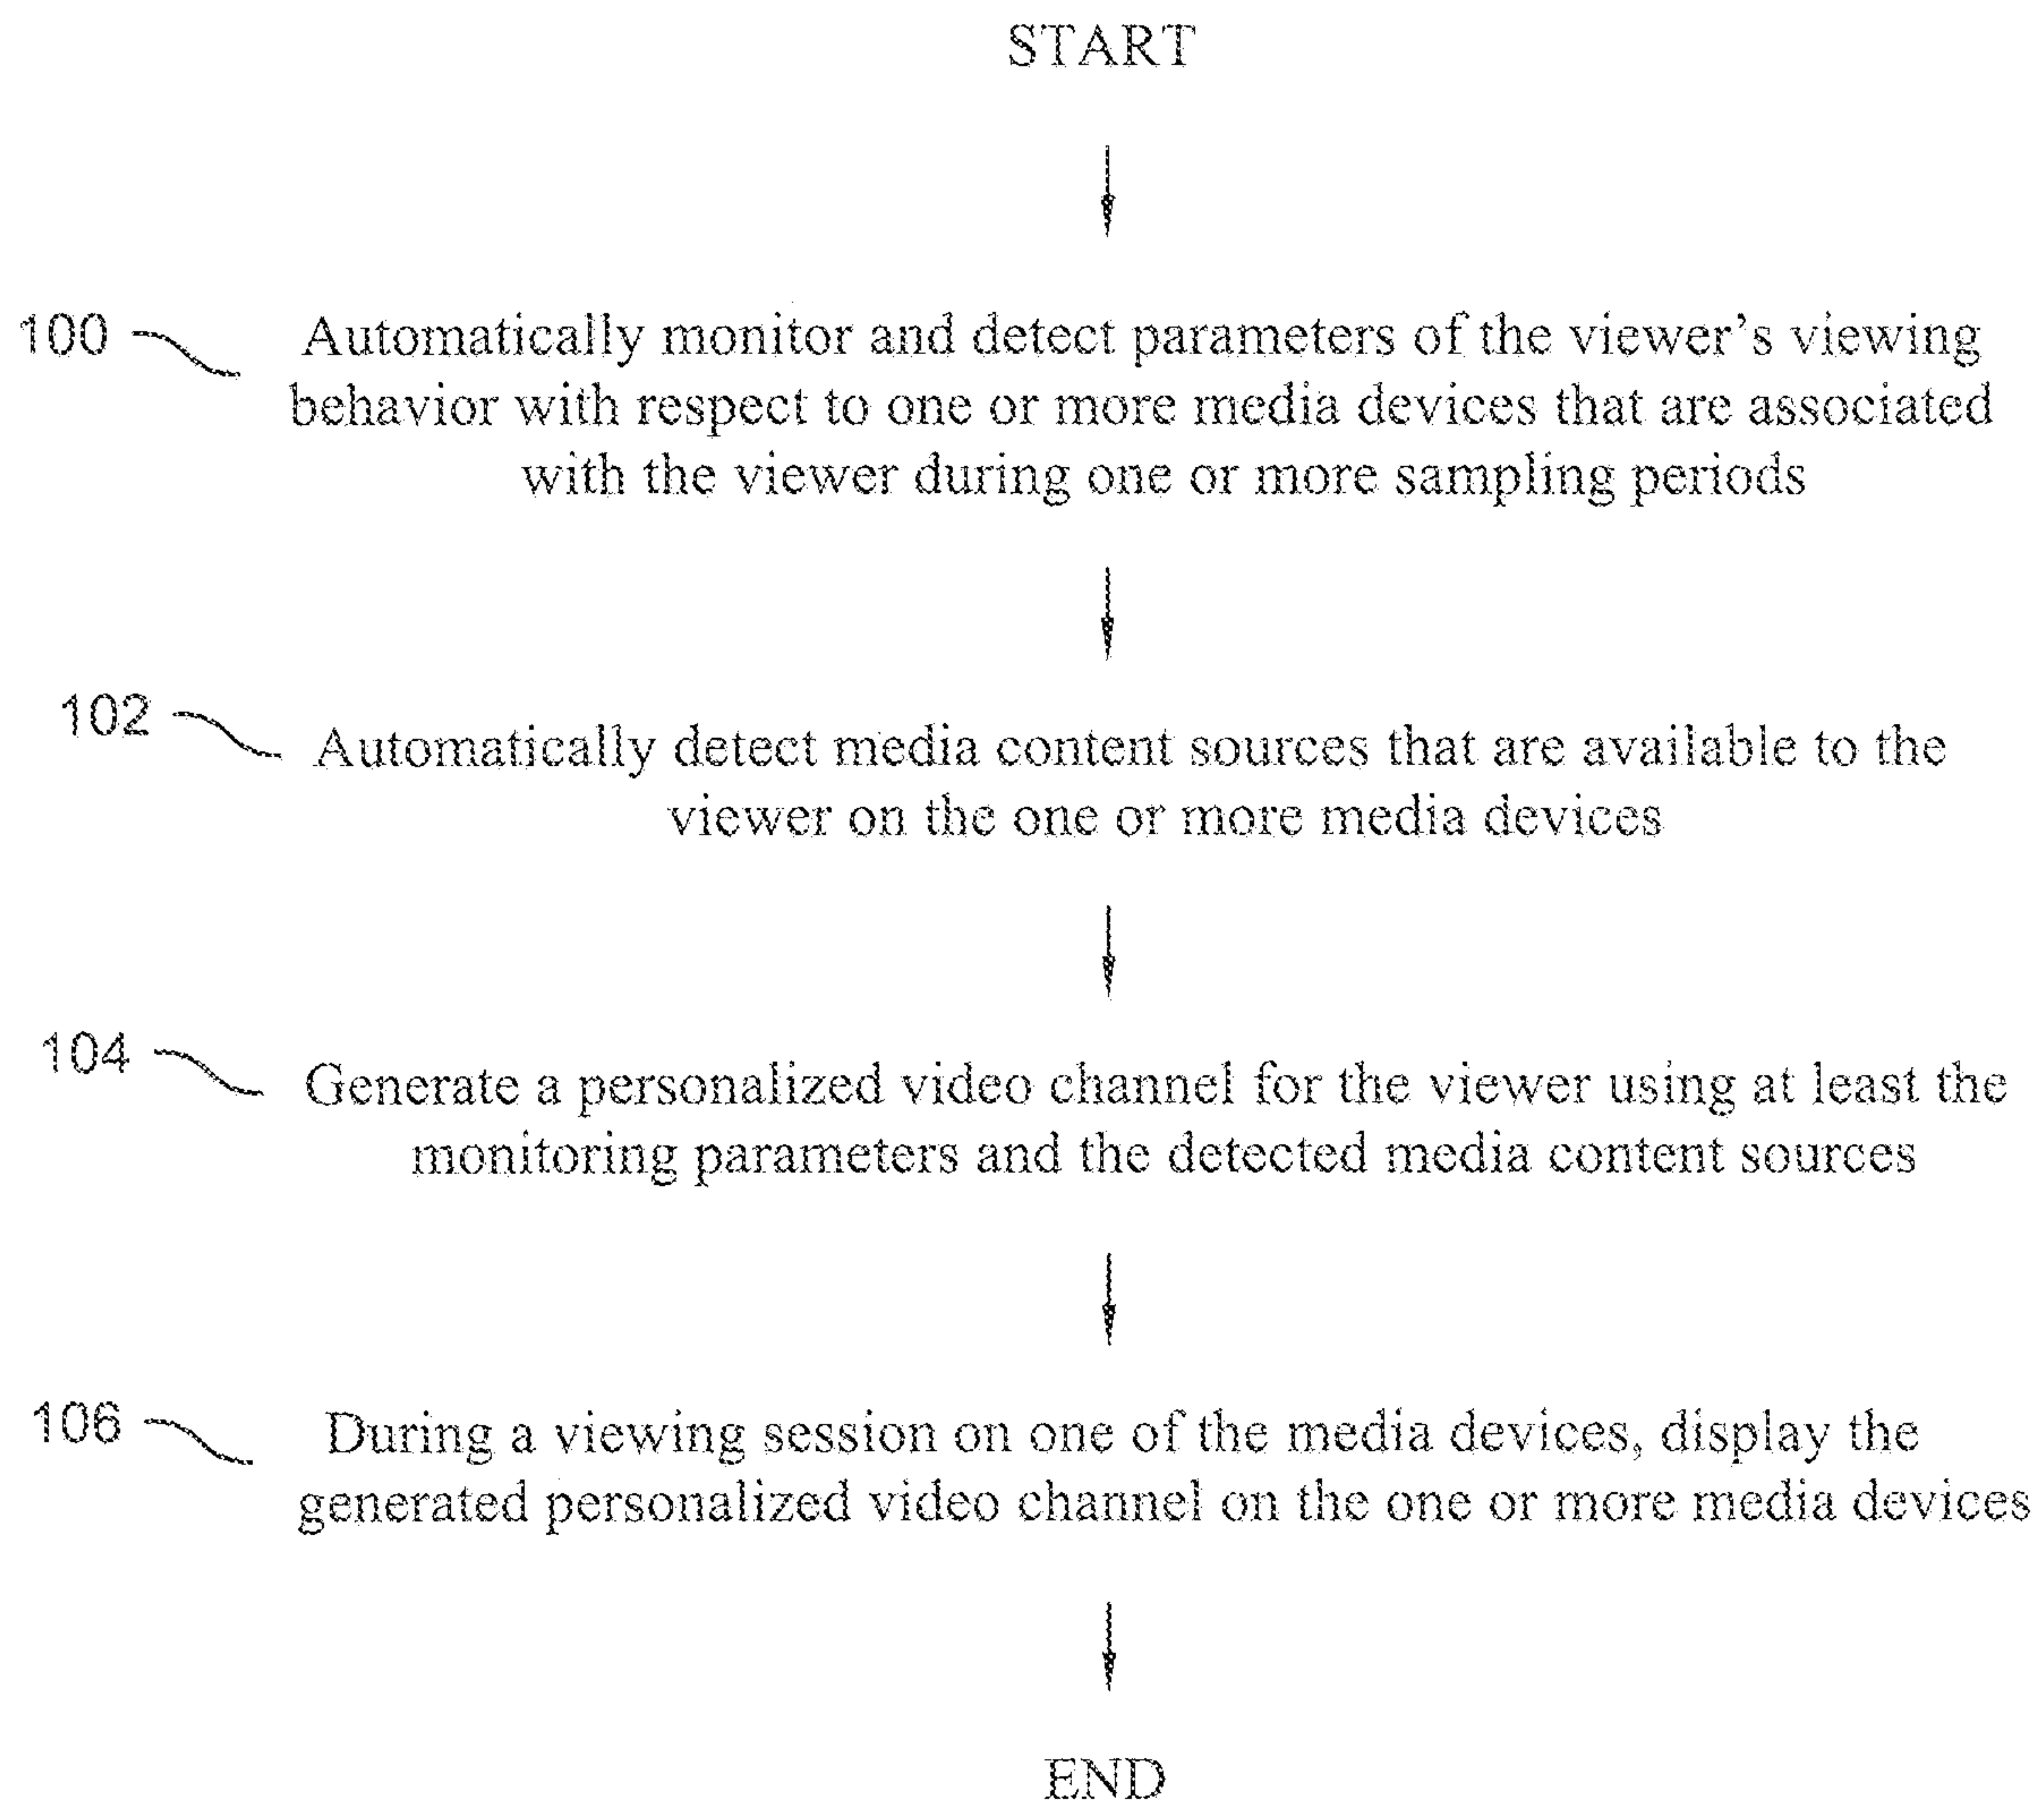 START
100
Automatically monitor and detect parameters of the viewer's viewing
behavior with respect to one or more media devices that are associated
with the viewer during one or more sampling periods
102
Automatically detect media content sources that are available to the
viewer on the one or more media devices
104
Generate a personalized video channel for the viewer using at least the
monitoring parameters and the detected media content sources
106
During a viewing session on one of the media devices, display the
generated personalized video channel on the one or more media devices
END